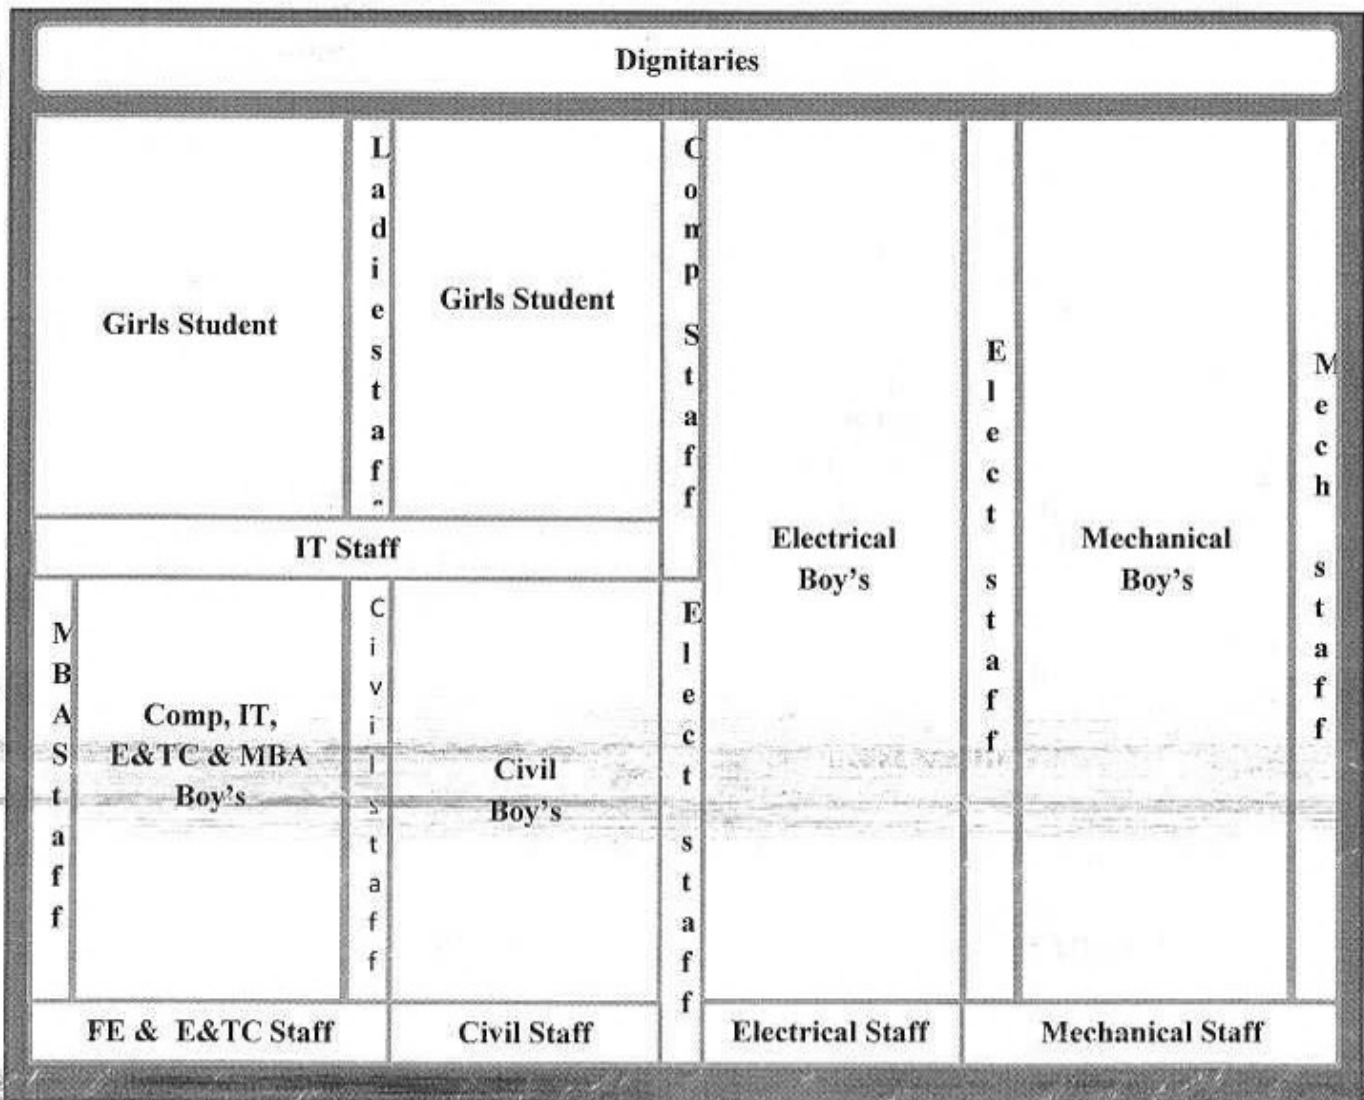 Dignitaries
Girls Student
Ladies staff
Girls Student
Comp Staff
Electrical
Boy's
Elect staff
Mechanical
Boy's
Mech staff
IT Staff
MBA Staff
Comp, IT,
E&TC & MBA
Boy's
Civil staff
Civil
Boy's
Elect staff
FE & E&TC Staff
Civil Staff
Electrical Staff
Mechanical Staff